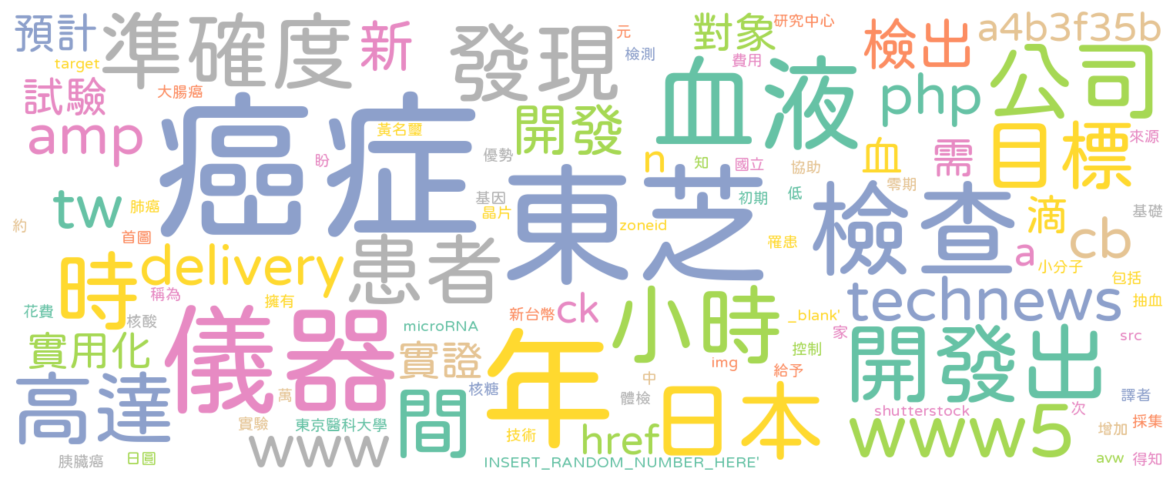 預計
準確度
新
發現
元
檢測
對象
研究中心
費用
檢出
a4b3f35b
target
試驗
大腸癌
amp
癌症
黃名璽
盼
優勢
開發
血液
php
公司
目標
來源
n
知
國立
協助
血
需
零期
tw
肺癌
約
首圖
患者
基因
晶片
東芝
zoneid
初期
低
罹患
檢查
滴
基礎
a
cb
小分子
包括
時
delivery
稱為
擁有
花費
核酸
儀器
microRNA
新台幣
ck
小時
_blank'
technews
抽血
家
控制
src
實用化
實證
年
img
給予
開發出
高達
萬
核糖
中
體檢
日本
shutterstock
次
譯者
實驗
東京醫科大學
間
技術
href
www5
增加
採集
胰臟癌
日圓
www
INSERT_RANDOM_NUMBER_HERE'
avw
得知